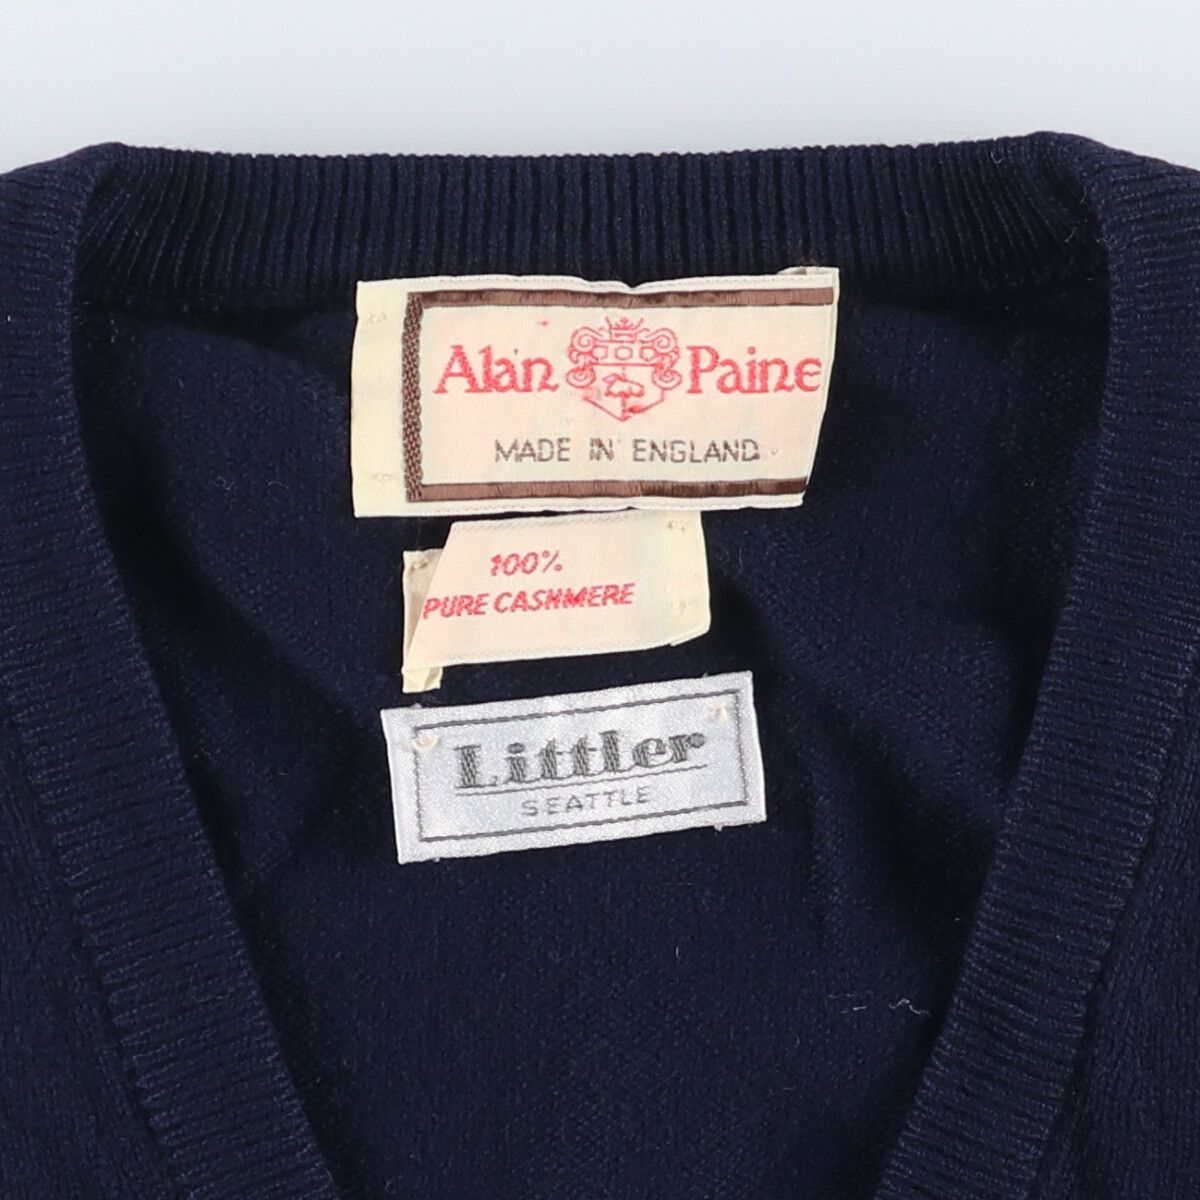 Alan Paine
MADE IN ENGLAND
100%
PURE CASHMERE
Littler
SEATTLE